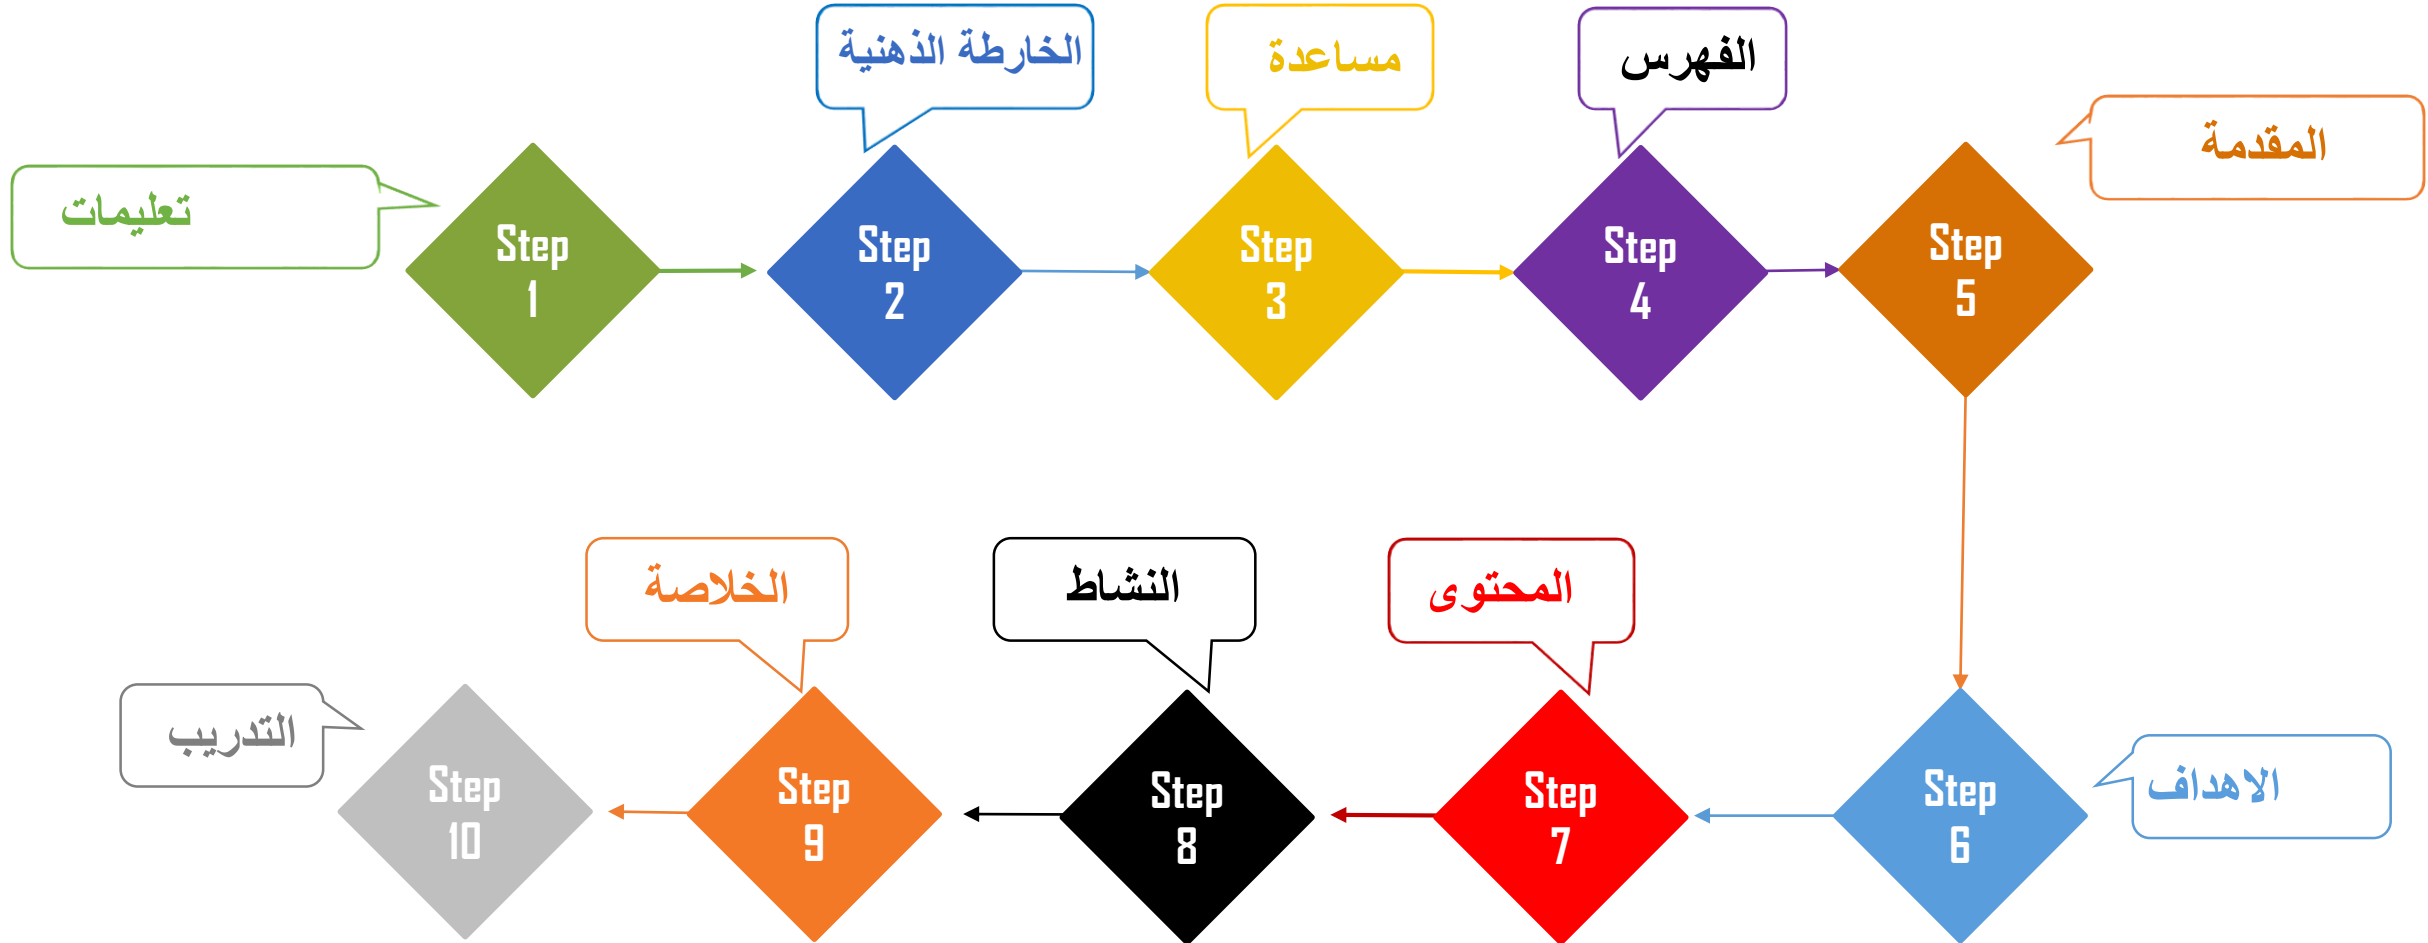 تعليمات
Step
1
الخارطة الذهنية
Step
2
مساعدة
Step
3
الفهرس
Step
4
المقدمة
Step
5
الاهداف
Step
6
المحتوى
Step
7
النشاط
Step
8
الخلاصة
Step
9
التدريب
Step
10